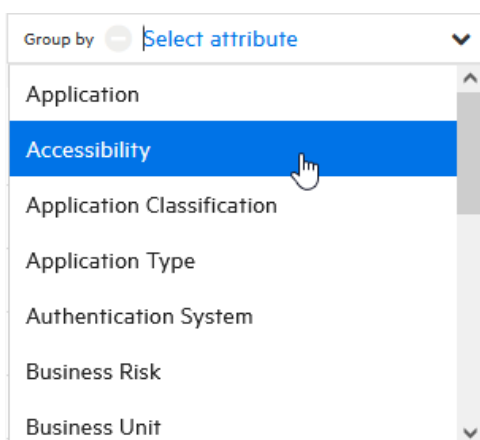 Group by Select attribute
Application
Accessibility
Application Classification
Application Type
Authentication System
Business Risk
Business Unit